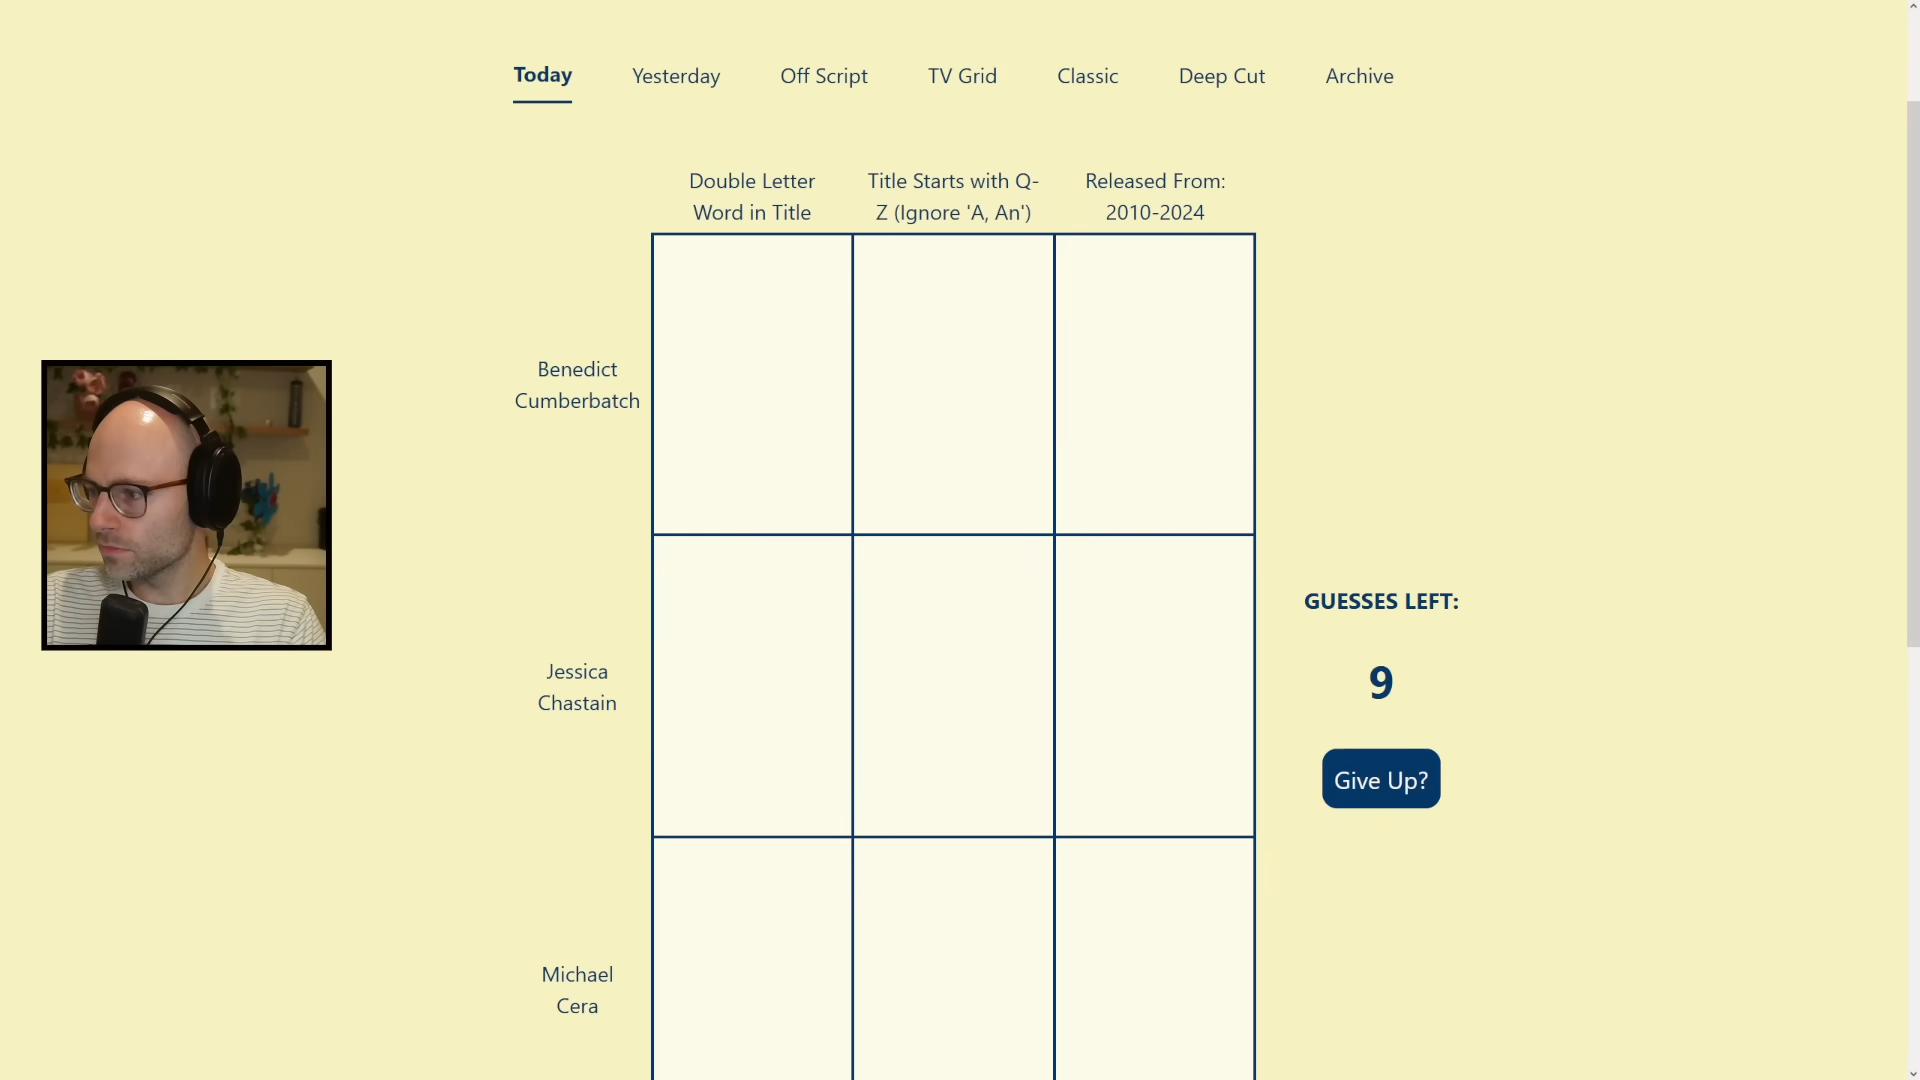 Today Yesterday Off Script TV Grid Classic Deep Cut Archive
Double Letter
Word in Title
Title Starts with Q-
Z (Ignore 'A, An')
Released From:
2010-2024
Benedict
Cumberbatch
Jessica
Chastain
GUESSES LEFT:
9
Give Up?
Michael
Cera